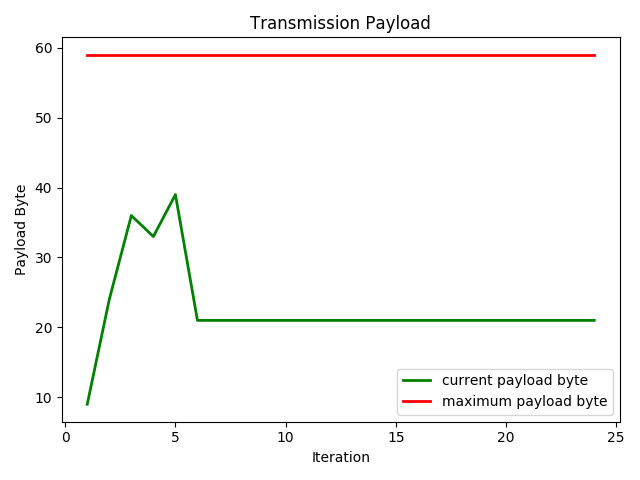 Transmission Payload
Payload Byte
60
50
40
30
20
10
0
5
10
15
20
25
Iteration
current payload byte
maximum payload byte